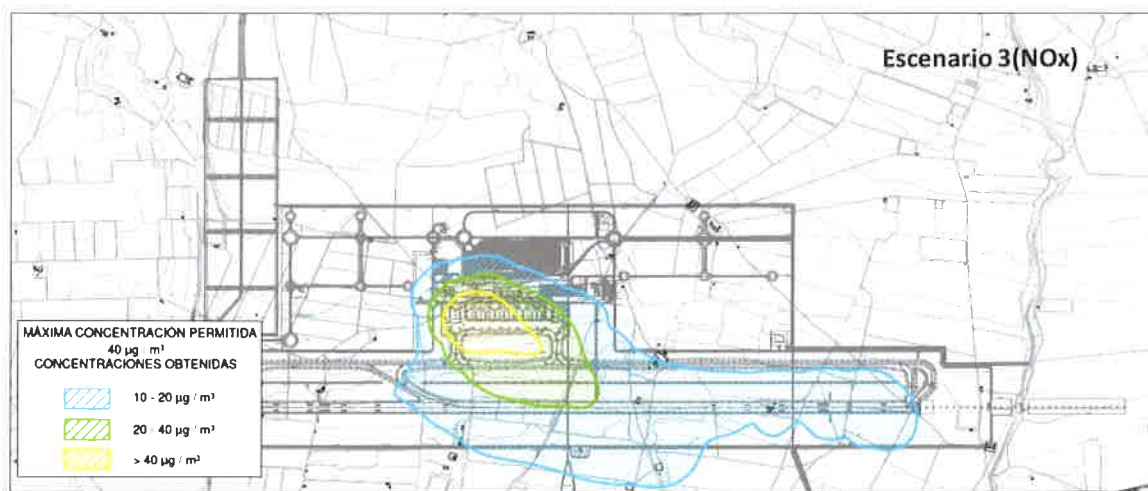 Escenario 3(NOx)
MÁXIMA CONCENTRACIÓN PERMITIDA
40 µg / m³
CONCENTRACIONES OBTENIDAS
10 - 20 µg / m³
20 - 40 µg / m³
> 40 µg / m³